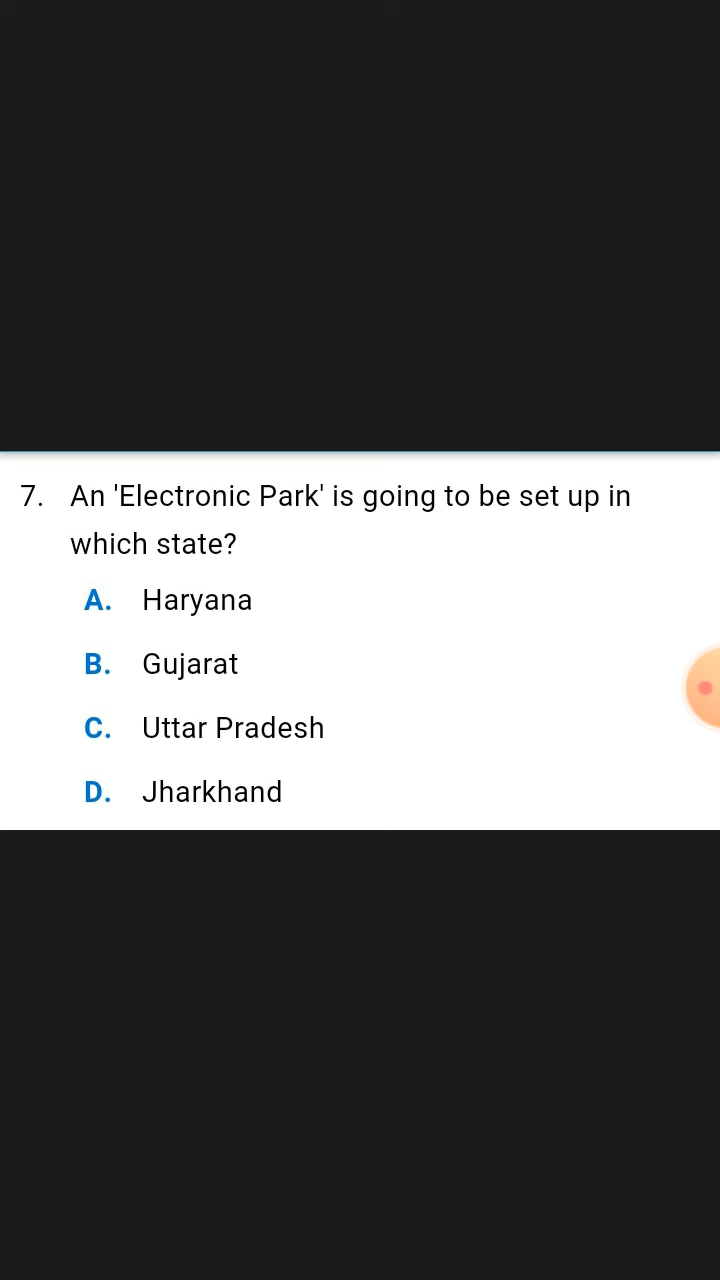 7. An 'Electronic Park' is going to be set up in
which state?
A. Haryana
B. Gujarat
C. Uttar Pradesh
D. Jharkhand